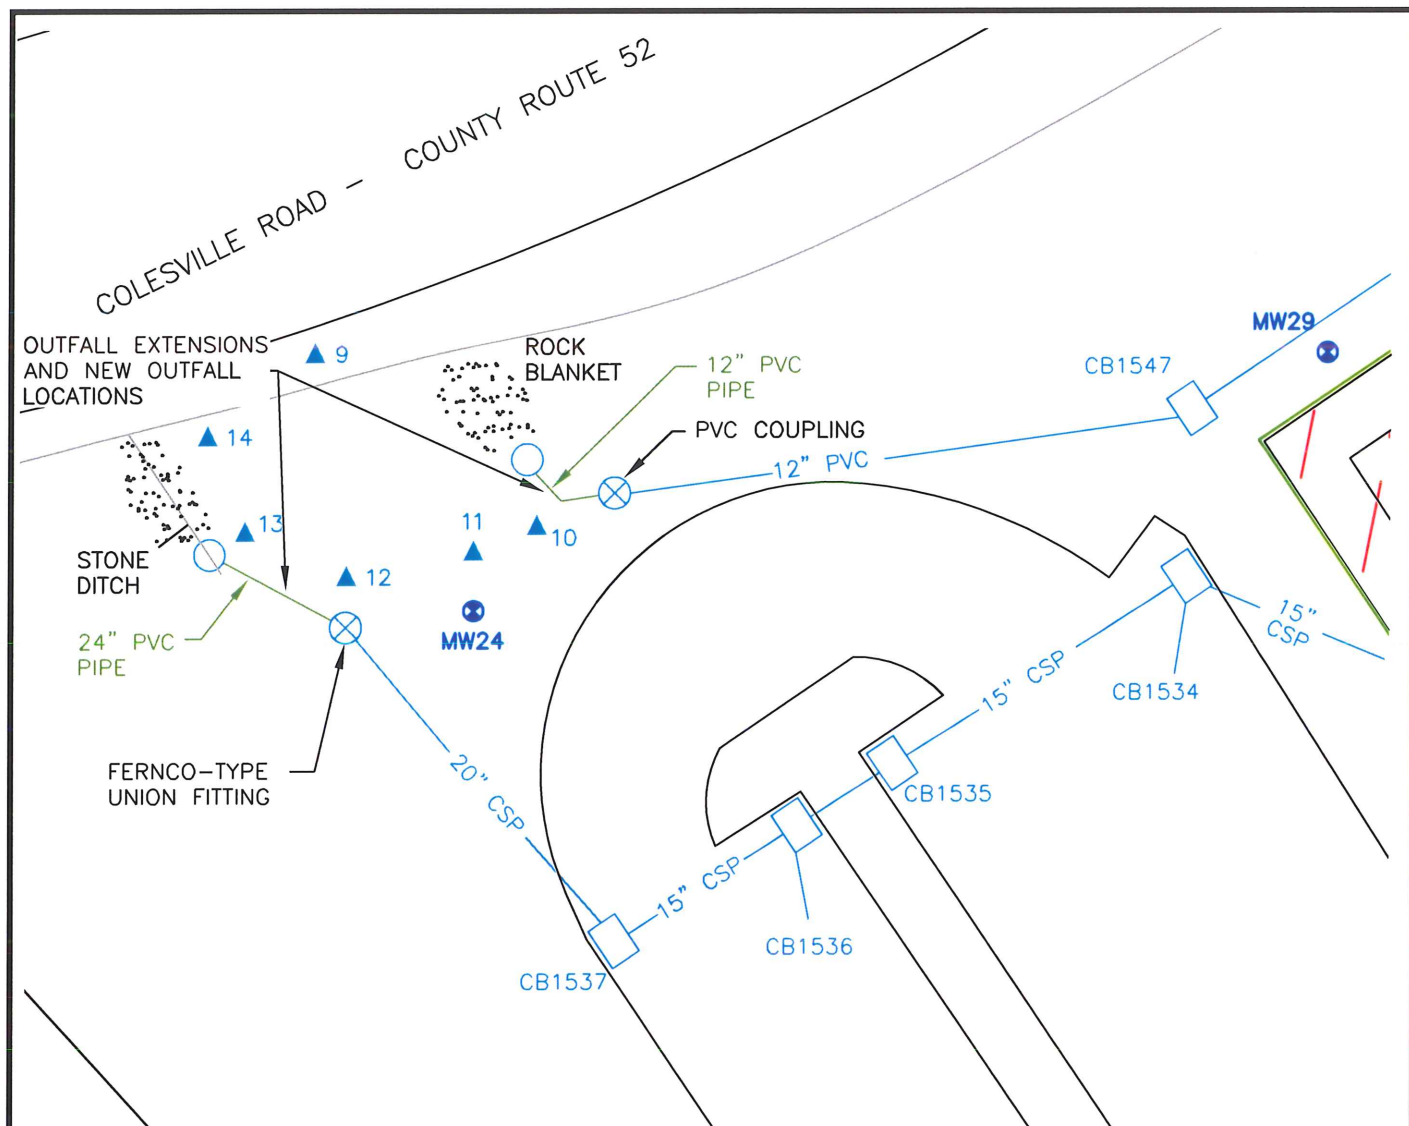 COLESVILLE ROAD - COUNTY ROUTE 52
OUTFALL EXTENSIONS
AND NEW OUTFALL
LOCATIONS
9
ROCK
BLANKET
12" PVC
PIPE
MW29
CB1547
14
PVC COUPLING
12" PVC
13
11
10
STONE
DITCH
12
24" PVC
PIPE
MW24
15"
CSP
CB1534
15" CSP
FERNCO-TYPE
UNION FITTING
20" CSP
CB1535
15" CSP
CB1536
CB1537